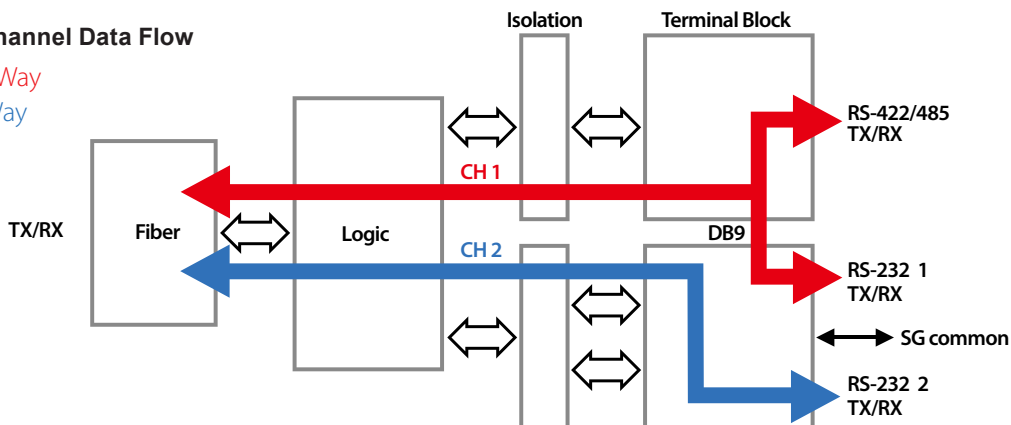 hannel Data Flow
Way
Way
Isolation
Terminal Block
RS-422/485
TX/RX
CH 1
TX/RX
Fiber
Logic
DB9
CH 2
RS-232 1
TX/RX
SG common
RS-232 2
TX/RX